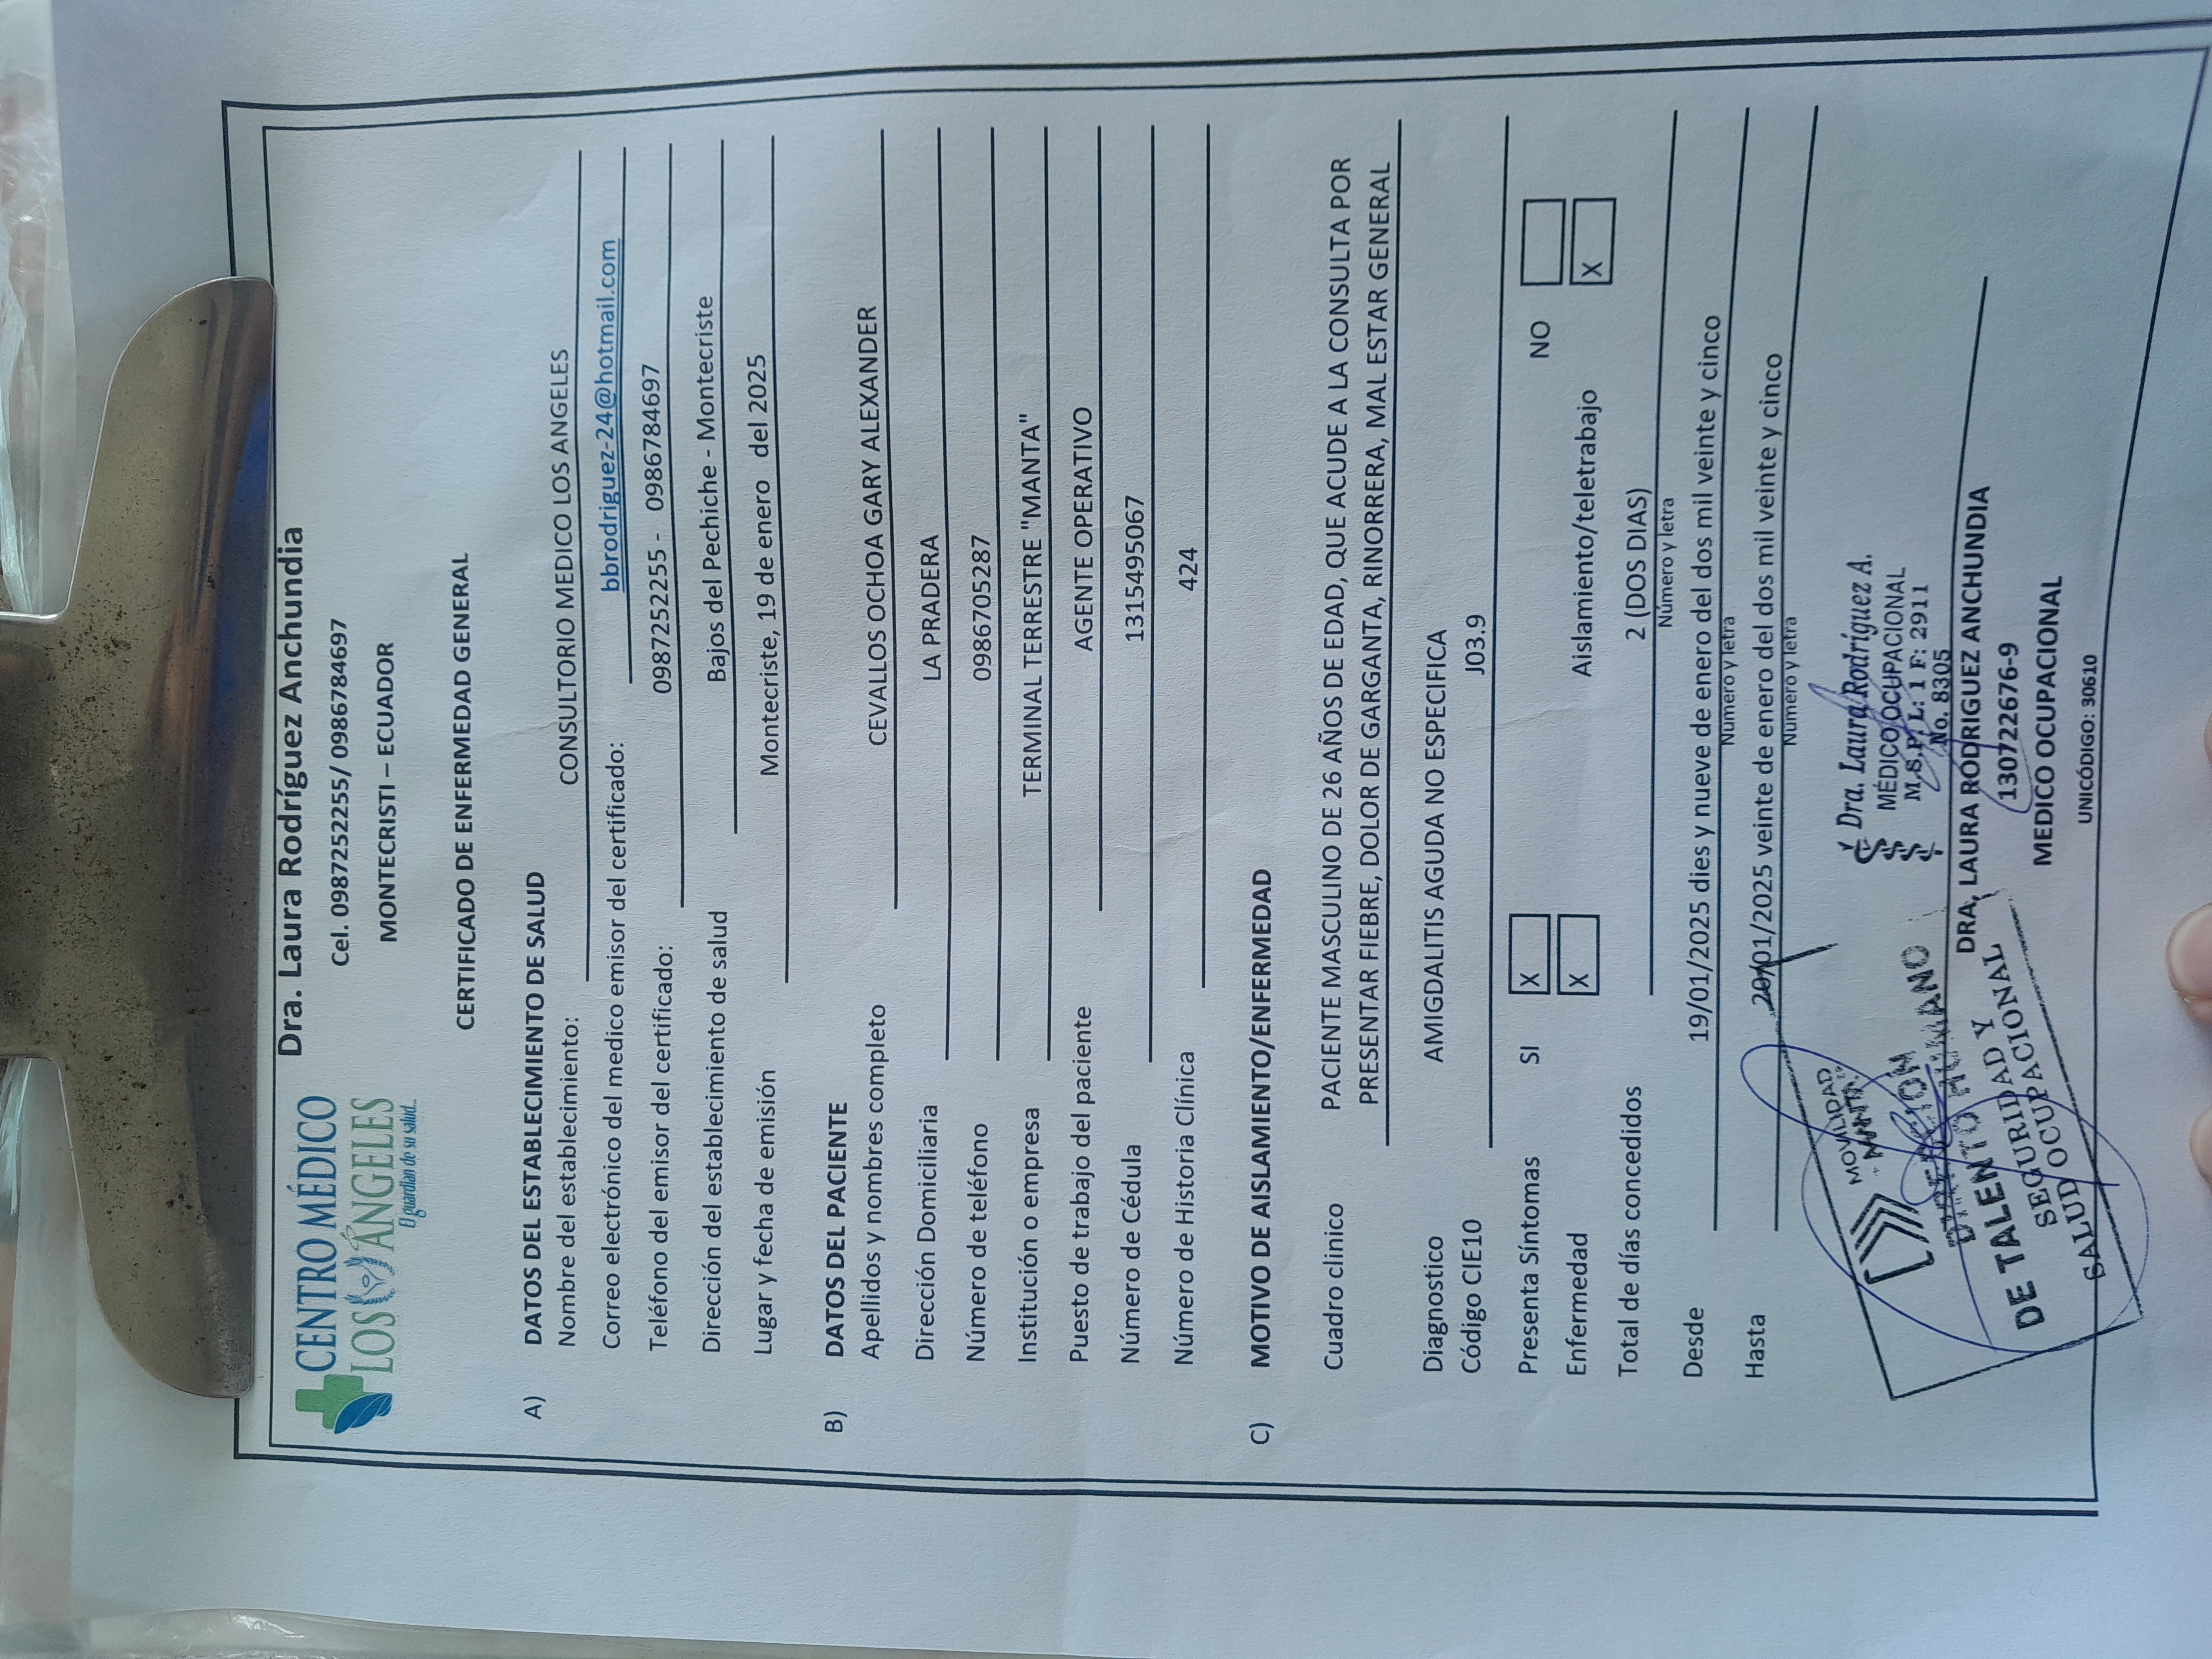 CENTRO MÉDICO
LOS ÁNGELES
El guardian de su salud...
Dra. Laura Rodríguez Anchundia
Cel. 0987252255/ 0986784697
MONTECRISTI – ECUADOR
CERTIFICADO DE ENFERMEDAD GENERAL
A) DATOS DEL ESTABLECIMIENTO DE SALUD
Nombre del establecimiento: CONSULTORIO MEDICO LOS ANGELES
Correo electrónico del medico emisor del certificado: bbrodriguez-24@hotmail.com
Teléfono del emisor del certificado: 0987252255 - 0986784697
Dirección del establecimiento de salud Bajos del Pechiche - Montecriste
Lugar y fecha de emisión Montecriste, 19 de enero del 2025
B) DATOS DEL PACIENTE
Apellidos y nombres completo CEVALLOS OCHOA GARY ALEXANDER
Dirección Domiciliaria LA PRADERA
Número de teléfono 0986705287
Institución o empresa TERMINAL TERRESTRE "MANTA"
Puesto de trabajo del paciente AGENTE OPERATIVO
Número de Cédula 1315495067
Número de Historia Clínica 424
C) MOTIVO DE AISLAMIENTO/ENFERMEDAD
Cuadro clinico PACIENTE MASCULINO DE 26 AÑOS DE EDAD, QUE ACUDE A LA CONSULTA POR
PRESENTAR FIEBRE, DOLOR DE GARGANTA, RINORRERA, MAL ESTAR GENERAL
Diagnostico AMIGDALITIS AGUDA NO ESPECIFICA
Código CIE10 J03.9
Presenta Síntomas SI X NO
Enfermedad X Aislamiento/teletrabajo X
Total de días concedidos 2 (DOS DIAS)
Número y letra
Desde 19/01/2025 dies y nueve de enero del dos mil veinte y cinco
Número y letra
Hasta 20/01/2025 veinte de enero del dos mil veinte y cinco
Número y letra
MOVILIDAD
MANTA
DIRECCIÓN
DE TALENTO HUMANO
SEGURIDAD Y
SALUD OCUPACIONAL
Dra. Laura Rodríguez A.
MÉDICO OCUPACIONAL
M.S.P. L: 1 F: 2911
No. 8305
DRA, LAURA RODRIGUEZ ANCHUNDIA
130722676-9
MEDICO OCUPACIONAL
UNICÓDIGO: 30610